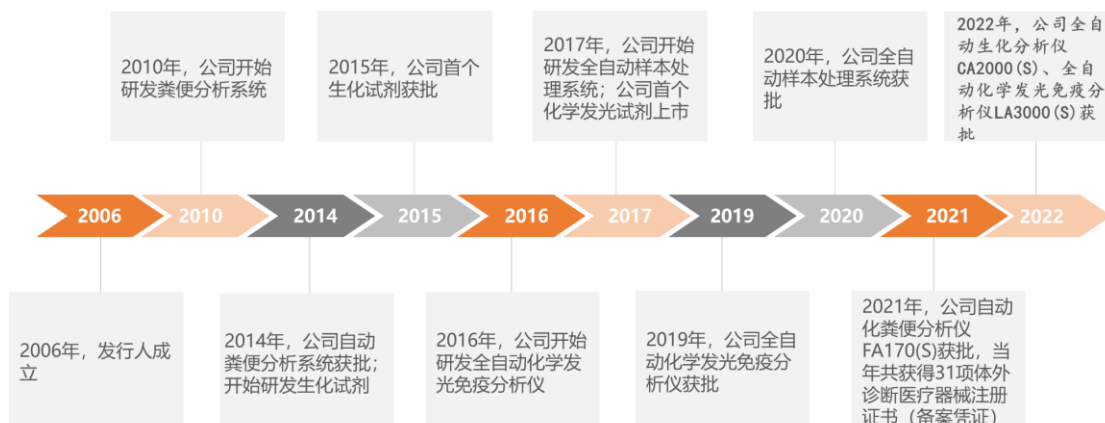 2010年，公司开始
研发粪便分析系统
2015年，公司首个
生化试剂获批
2017年，公司开始
研发全自动样本处
理系统；公司首个
化学发光试剂上市
2020年，公司全自
动样本处理系统获
批
2022年，公司全自
动生化分析仪
CA2000(S)、全自
动化学发光免疫分
析仪LA3000(S)获
批
2006
2010
2014
2015
2016
2017
2019
2020
2021
2022
2006年，发行人成
立
2014年，公司自动
粪便分析系统获批；
开始研发生化试剂
2016年，公司开始
研发全自动化学发
光免疫分析仪
2019年，公司全自
动化学发光免疫分
析仪获批
2021年，公司自动
化粪便分析仪
FA170(S)获批，当
年共获得31项体外
诊断医疗器械注册
证书（备案凭证）